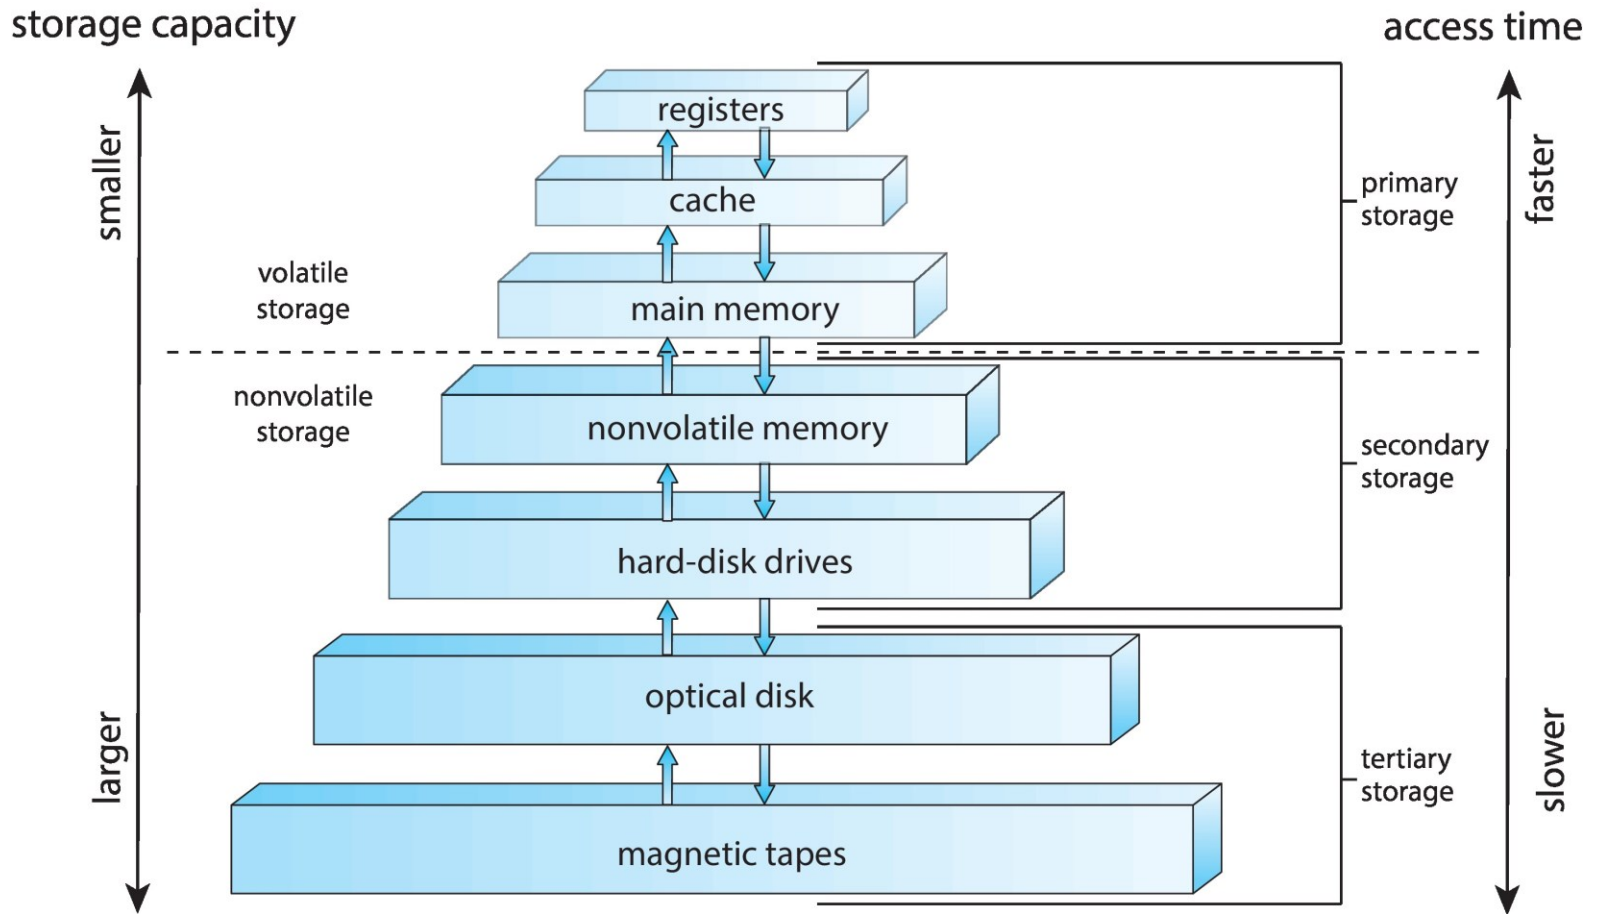 storage capacity
access time
smaller
larger
volatile
storage
nonvolatile
storage
registers
cache
main memory
nonvolatile memory
hard-disk drives
optical disk
magnetic tapes
primary
storage
secondary
storage
tertiary
storage
faster
slower